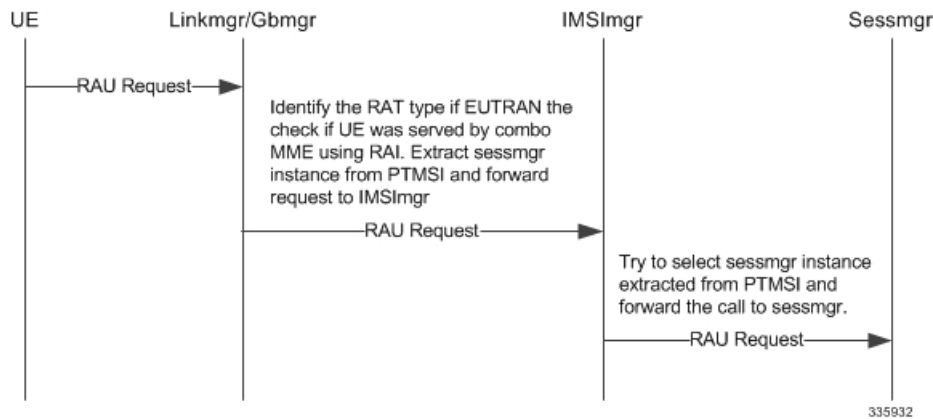 UE
Linkmgr/Gbmgr
IMSImgr
Sessmgr
RAU Request
Identify the RAT type if EUTRAN the
check if UE was served by combo
MME using RAI. Extract sessmgr
instance from PTMSI and forward
request to IMSImgr
RAU Request
Try to select sessmgr instance
extracted from PTMSI and
forward the call to sessmgr.
RAU Request
335932